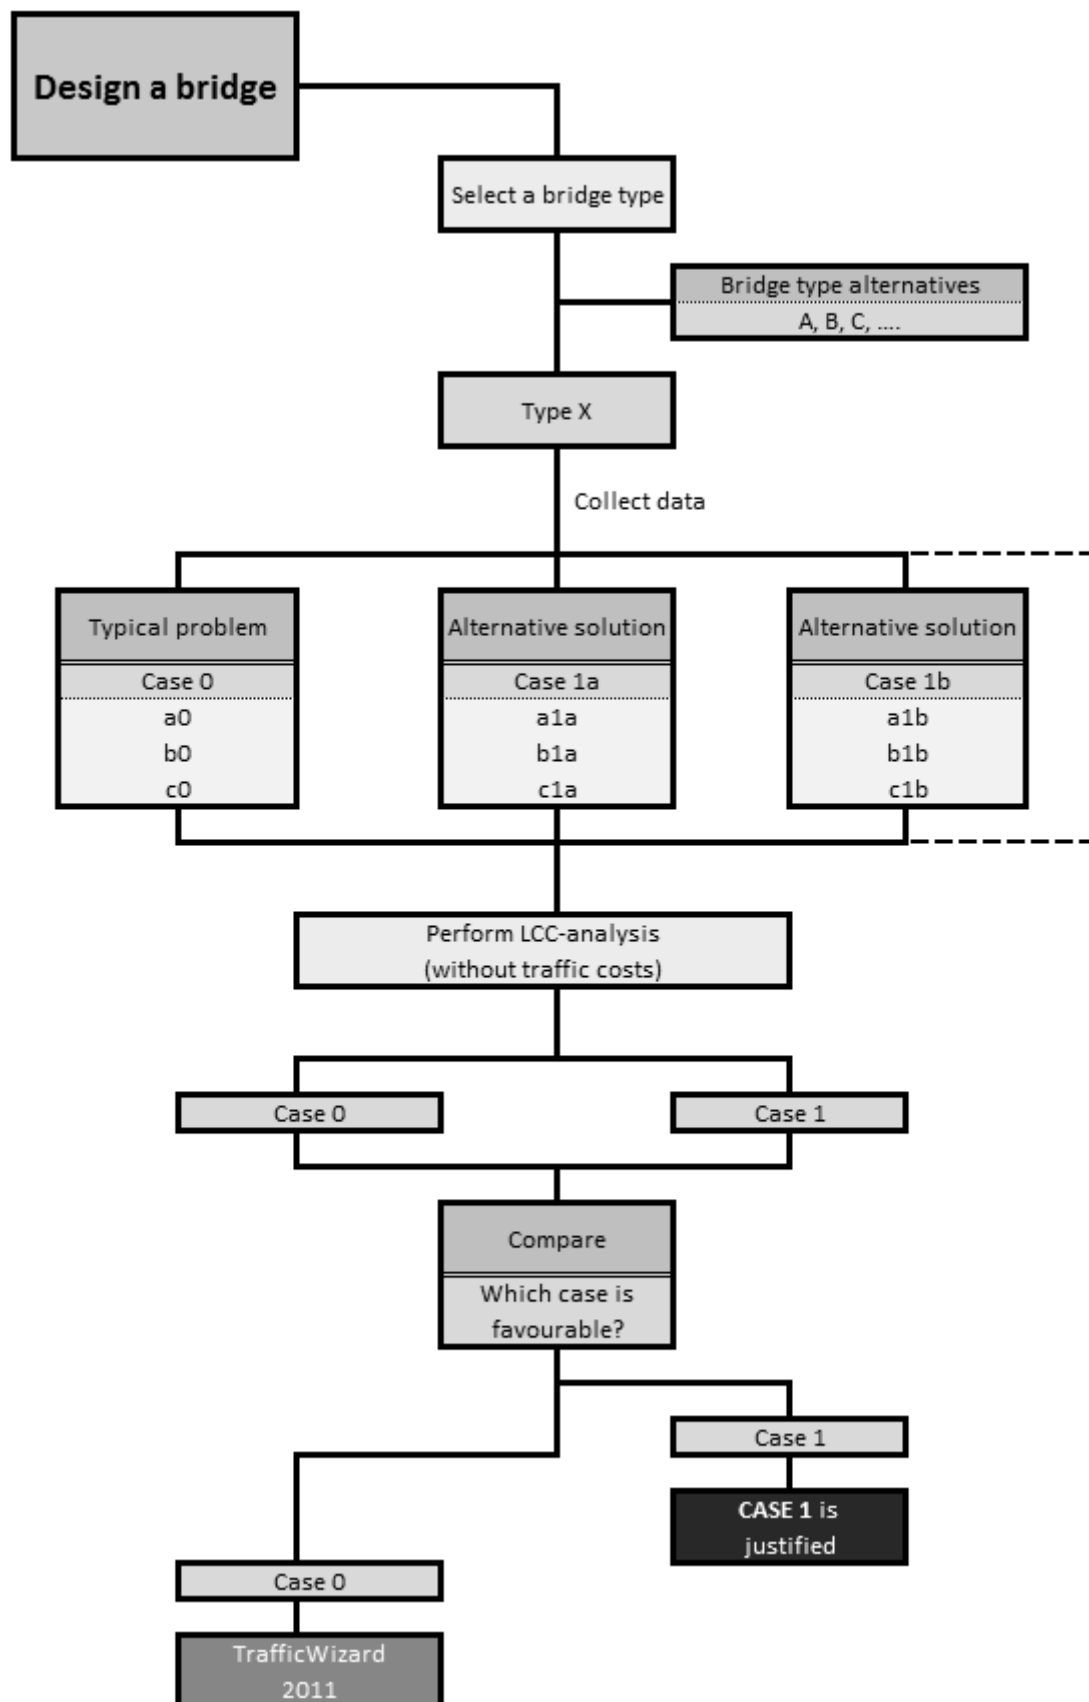 Design a bridge
Select a bridge type
Bridge type alternatives
A, B, C, ....
Type X
Collect data
Typical problem
Case 0
a0
b0
c0
Alternative solution
Case 1a
a1a
b1a
c1a
Alternative solution
Case 1b
a1b
b1b
c1b
Perform LCC-analysis
(without traffic costs)
Case 0
Case 1
Compare
Which case is
favourable?
Case 1
CASE 1 is
justified
Case 0
TrafficWizard
2011